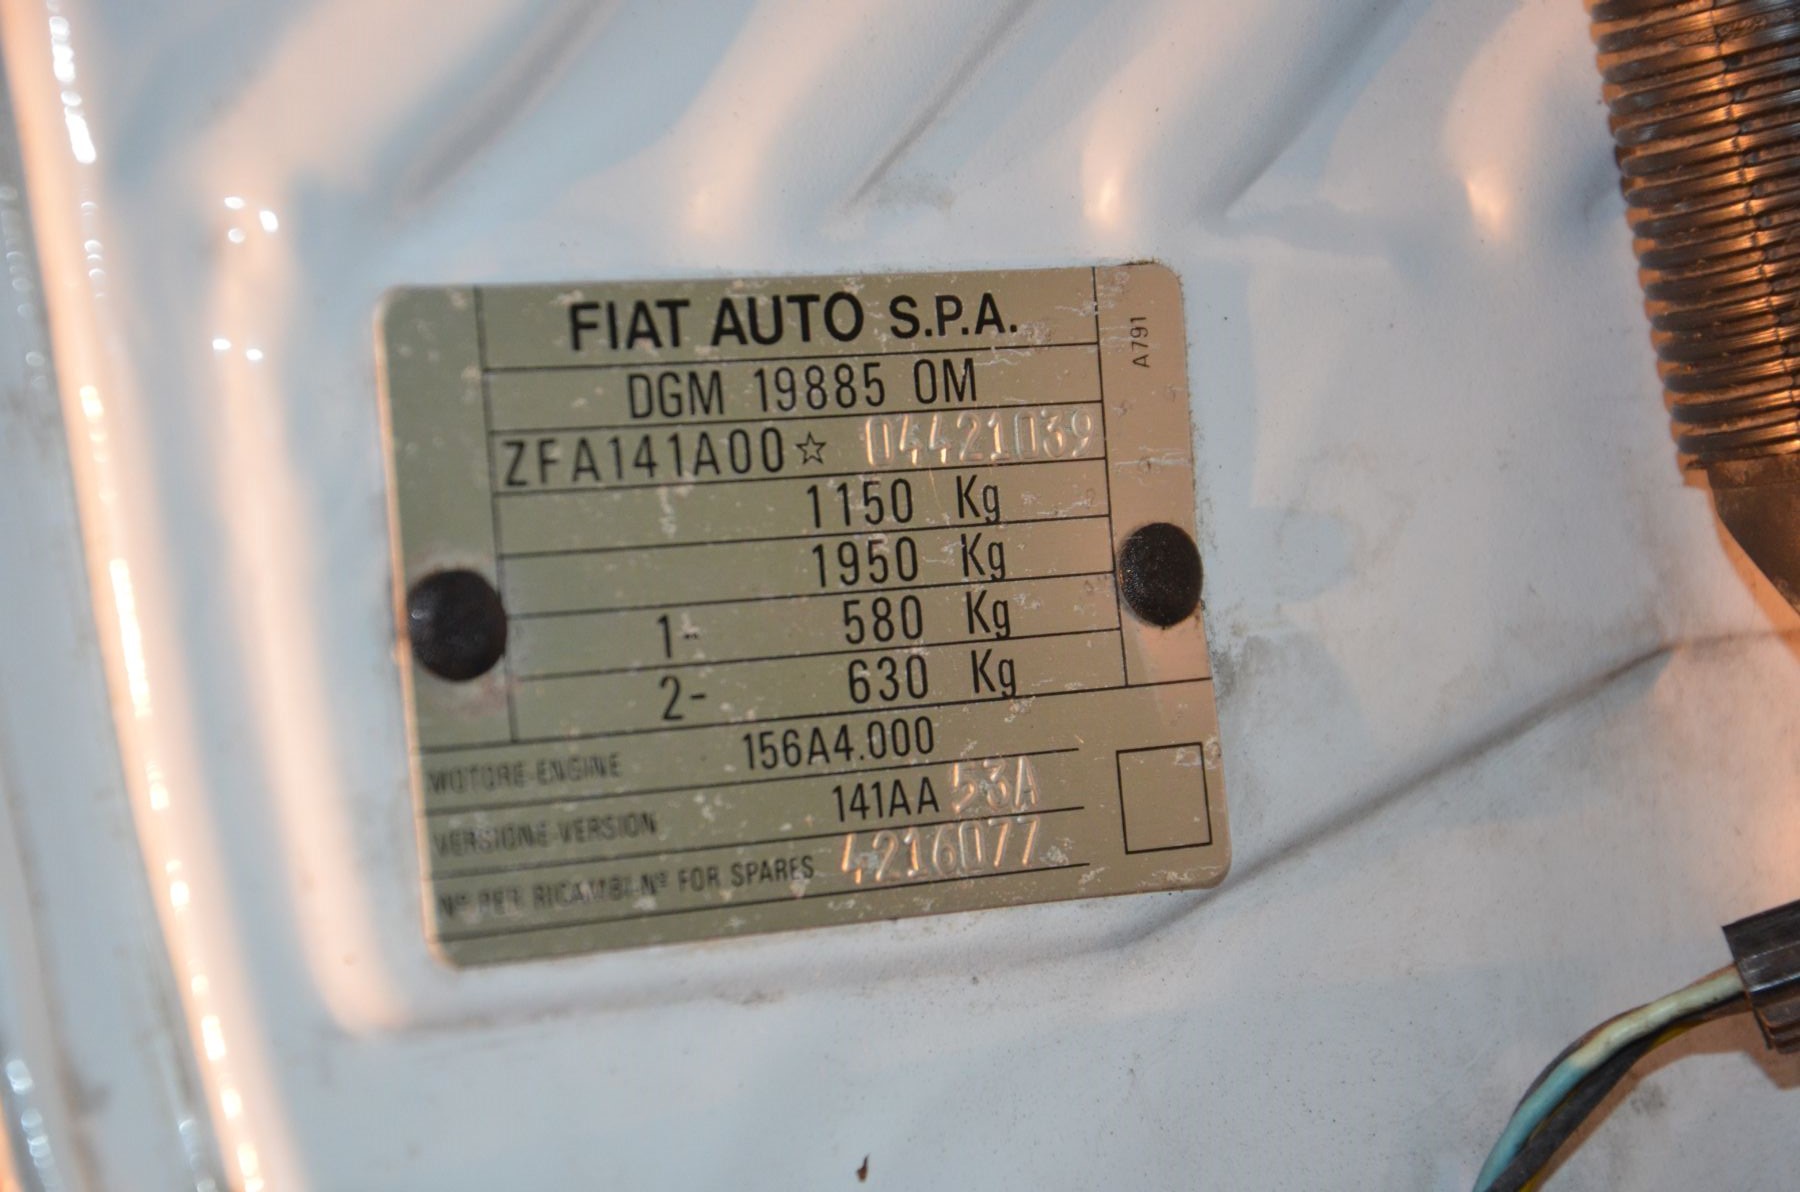 FIAT AUTO S.P.A.
A791
DGM 19885 OM
ZFA141A00☆ 04421039
1150 Kg
1950 Kg
1- 580 Kg
2- 630 Kg
MOTORE-ENGINE 156A4.000
VERSIONE-VERSION 141AA 53A
Nº PER RICAMBI-Nº FOR SPARES 4216077